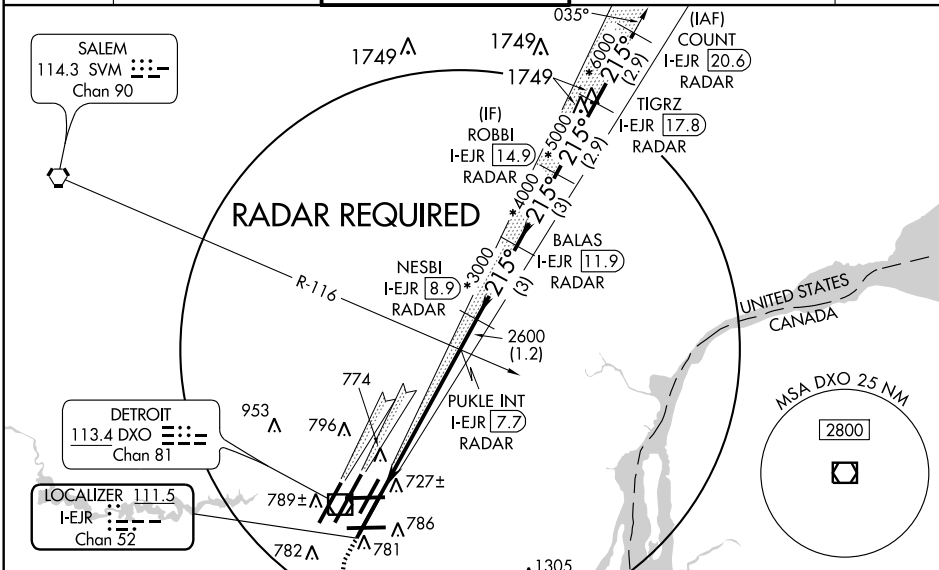 SALEM
114.3 SVM
Chan 90
1749
1749
1749
035°
(IAF)
COUNT
I-EJR 20.6
RADAR
*6000
215°
(2.9)
TIGRZ
I-EJR 17.8
RADAR
(IF)
ROBBI
I-EJR 14.9
RADAR
*5000
215°
(2.9)
*4000
215°
(3)
RADAR REQUIRED
BALAS
I-EJR 11.9
RADAR
NESBI
I-EJR 8.9
RADAR
*3000
215°
(3)
R-116
2600
(1.2)
UNITED STATES
CANADA
PUKLE INT
I-EJR 7.7
RADAR
774
953
796
DETROIT
113.4 DXO
Chan 81
MSA DXO 25 NM
2800
789±
727±
LOCALIZER 111.5
I-EJR
Chan 52
786
782
781
1305